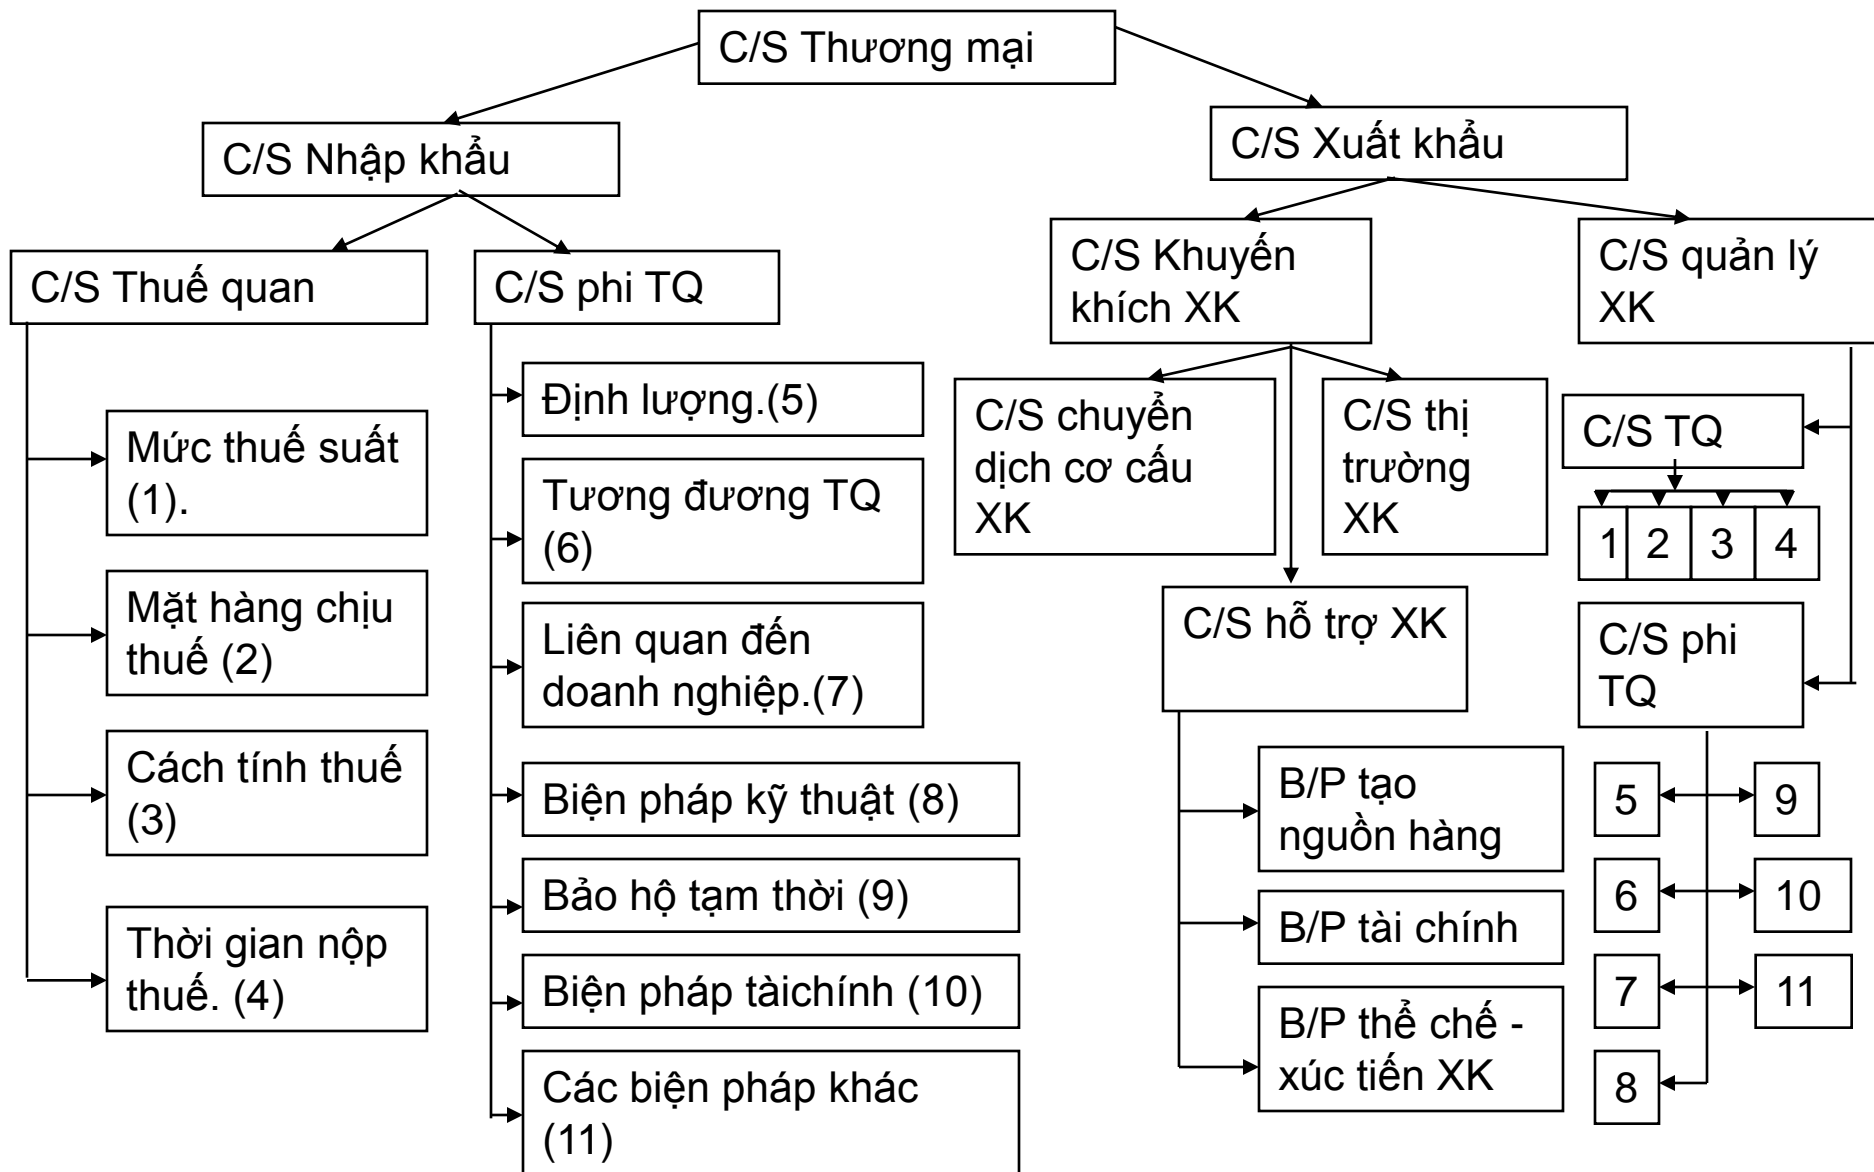 C/S Thương mại
C/S Nhập khẩu
C/S Xuất khẩu
C/S Thuế quan
C/S phi TQ
C/S Khuyến
khích XK
C/S quản lý
XK
Mức thuế suất
(1).
Mặt hàng chịu
thuế (2)
Cách tính thuế
(3)
Thời gian nộp
thuế. (4)
Định lượng.(5)
Tương đương TQ
(6)
Liên quan đến
doanh nghiệp.(7)
Biện pháp kỹ thuật (8)
Bảo hộ tạm thời (9)
Biện pháp tàichính (10)
Các biện pháp khác
(11)
C/S chuyển
dịch cơ cấu
XK
C/S thị
trường
XK
C/S hỗ trợ XK
B/P tạo
nguồn hàng
B/P tài chính
B/P thể chế -
xúc tiến XK
C/S TQ
1 2 3 4
C/S phi
TQ
5 9
6 10
7 11
8